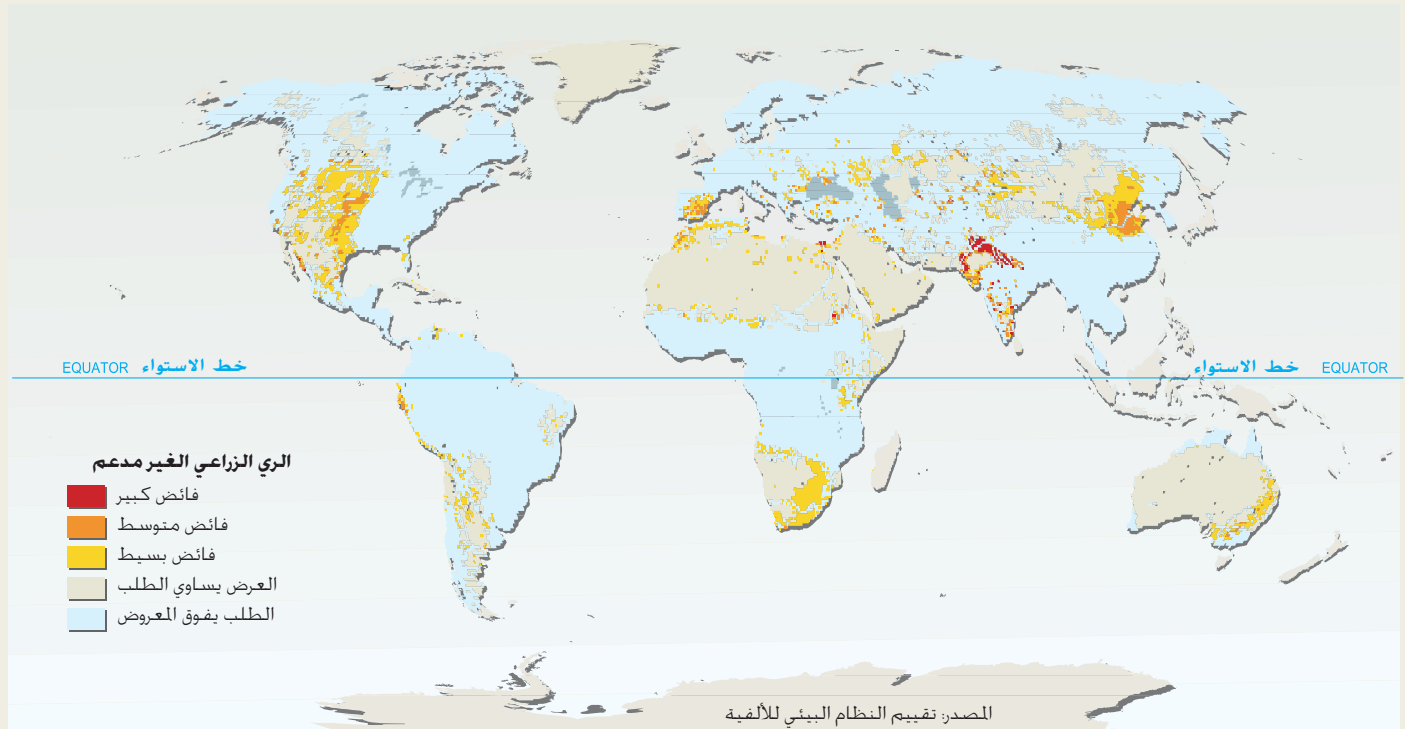 خط الاستواء EQUATOR
خط الاستواء EQUATOR
الري الزراعي الغير مدعم
فائض كبير
فائض متوسط
فائض بسيط
العرض يساوي الطلب
الطلب يفوق المعروض
المصدر: تقييم النظام البيئي للألفية